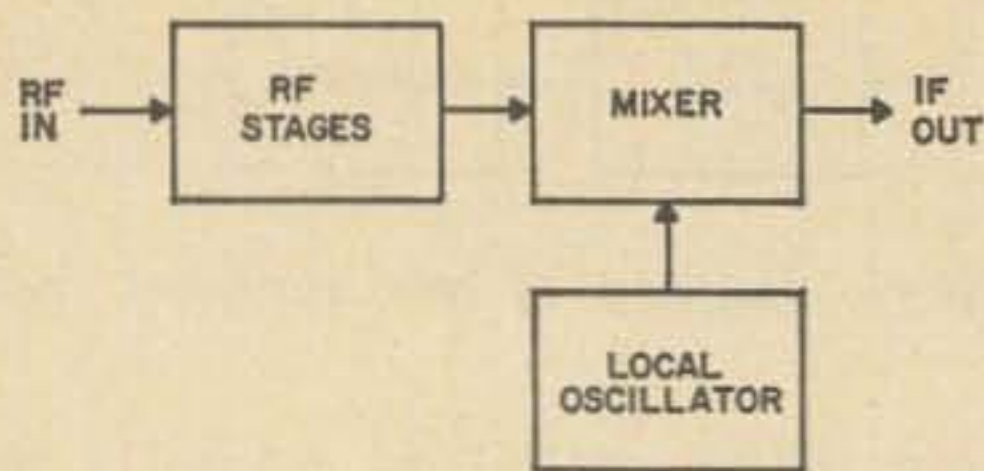 RF
IN
RF
STAGES
MIXER
IF
OUT
LOCAL
OSCILLATOR